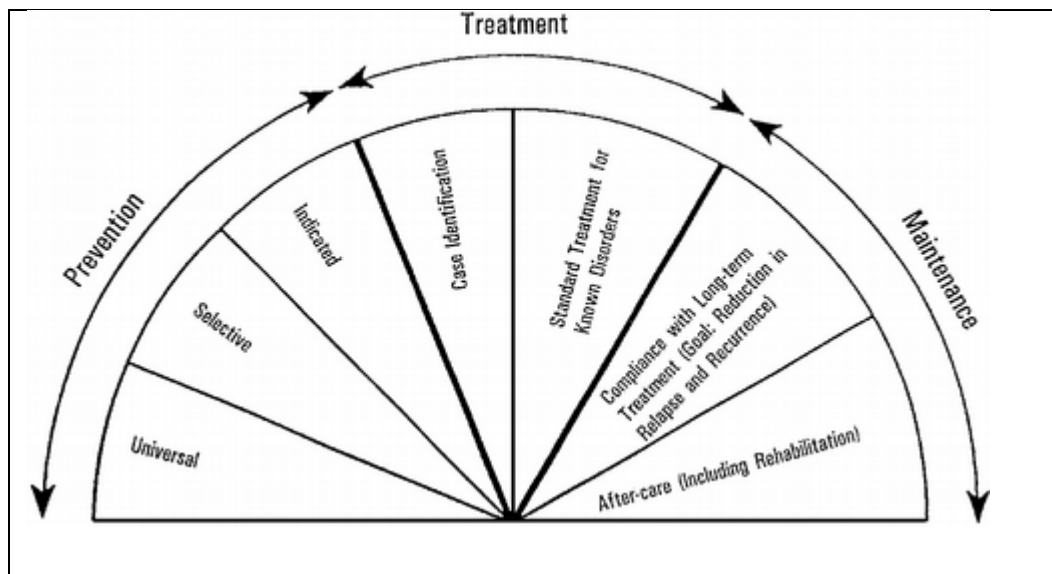 Treatment
Prevention
Maintenance
Universal
Selective
Indicated
Case Identification
Standard Treatment for
Known Disorders
Compliance with Long-term
Treatment (Goal: Reduction in
Relapse and Recurrence)
After-care (Including Rehabilitation)